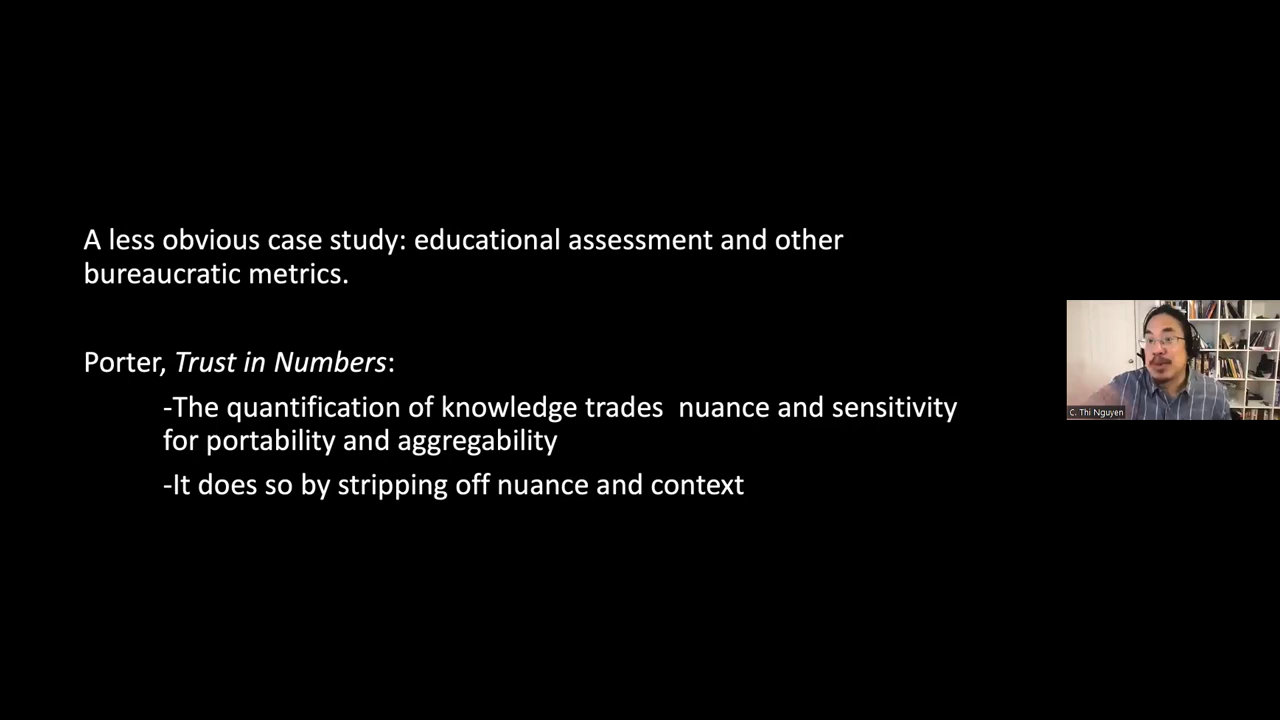 A less obvious case study: educational assessment and other
bureaucratic metrics.
Porter, Trust in Numbers:
-The quantification of knowledge trades  nuance and sensitivity
for portability and aggregability
-It does so by stripping off nuance and context
C. Thi Nguyen